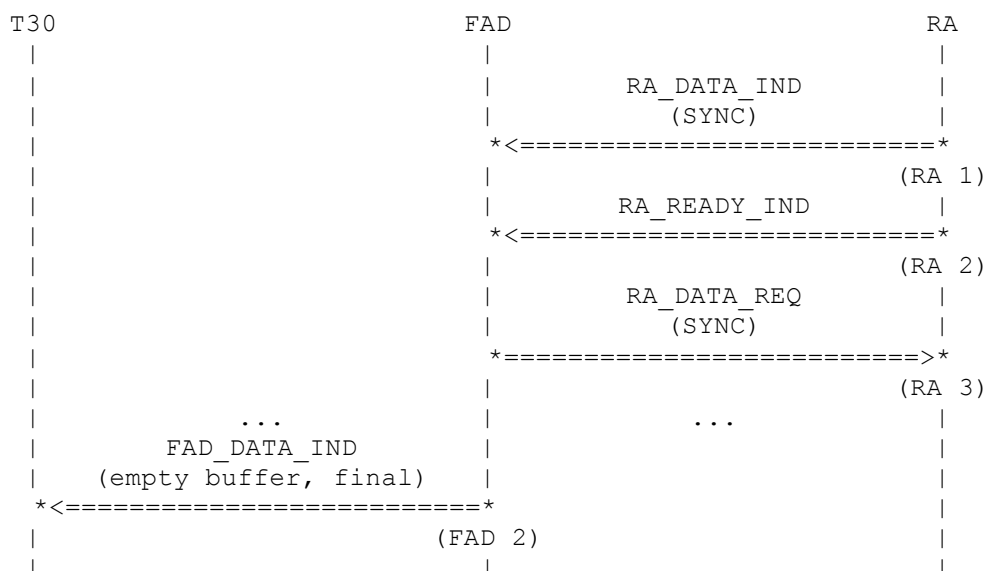 T30 FAD RA
| | |
| RA_DATA_IND |
| (SYNC) |
| *<==========================*
| | (RA 1)
| | RA_READY_IND |
| *<==========================*
| | (RA 2)
| | RA_DATA_REQ |
| | (SYNC) |
| *==========================>*
| | (RA 3)
| ... | ... |
| FAD_DATA_IND | |
| (empty buffer, final) | |
*<==========================* |
| (FAD 2) |
| | |